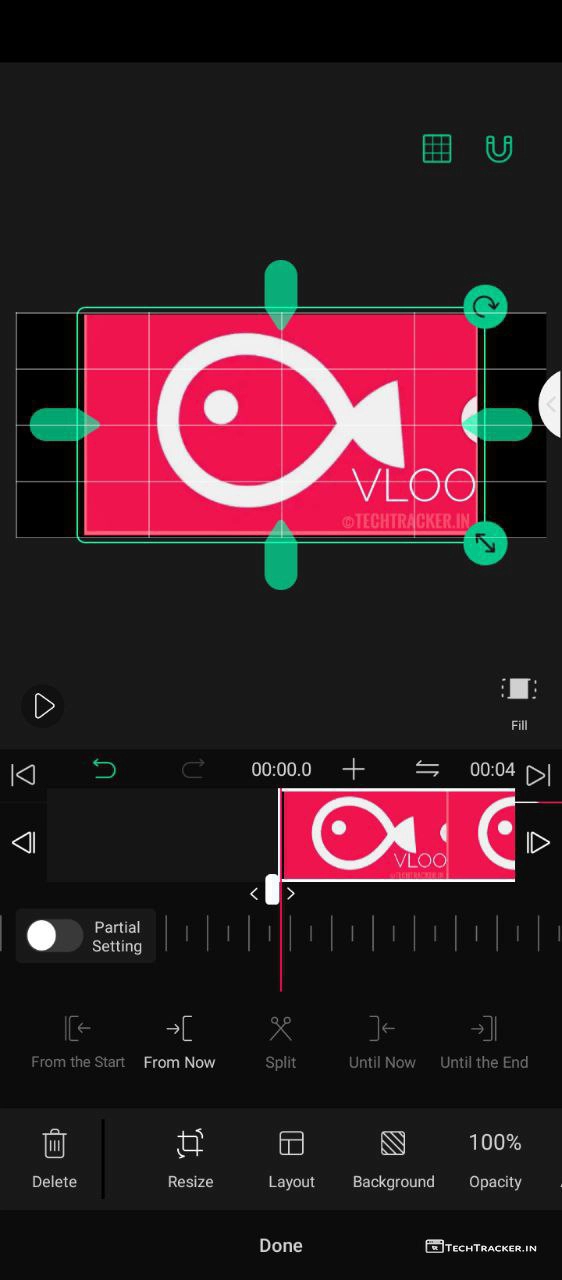 VLOO
©TECHTRACKER.IN
Fill
00:00.0
00:04
VLOO
Partial
Setting
From the Start
From Now
Split
Until Now
Until the End
Delete
Resize
Layout
Background
100%
Opacity
Done
TECHTRACKER.IN